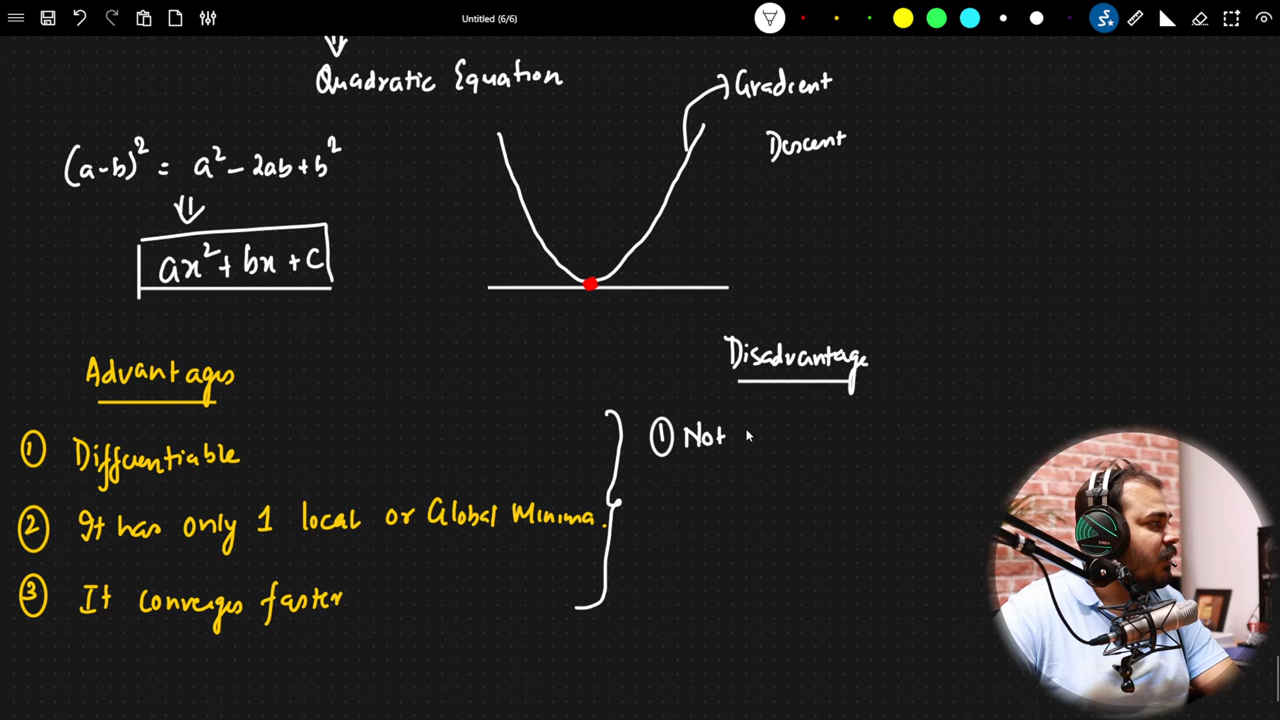 Untitled (6/6)
Quadratic Equation
Gradient
Descent
(a-b)² = a² - 2ab + b²
ax² + bx + c
Advantages
① Differentiable
② It has only 1 local or Global Minima.
③ It converges faster
Disadvantage
① Not